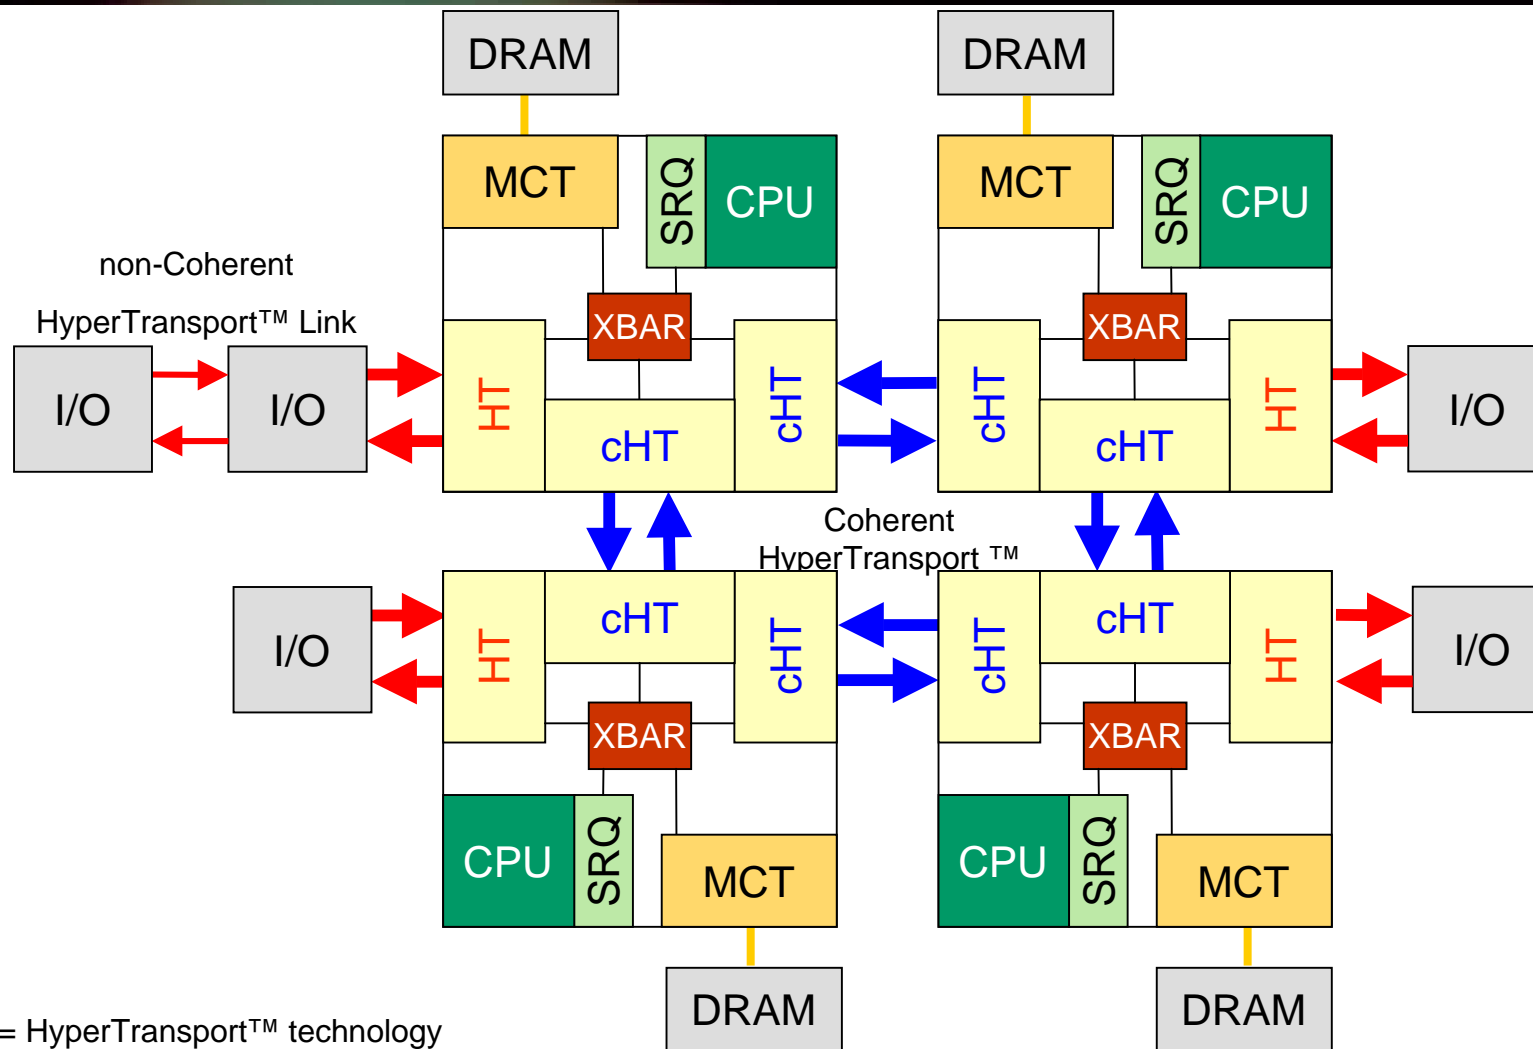 DRAM
DRAM
MCT
SRQ
CPU
MCT
SRQ
CPU
non-Coherent
HyperTransport™ Link
XBAR
XBAR
I/O
I/O
HT
cHT
cHT
cHT
cHT
HT
I/O
Coherent
HyperTransport ™
I/O
HT
cHT
cHT
cHT
cHT
HT
I/O
XBAR
XBAR
CPU
SRQ
MCT
CPU
SRQ
MCT
DRAM
DRAM
= HyperTransport™ technology